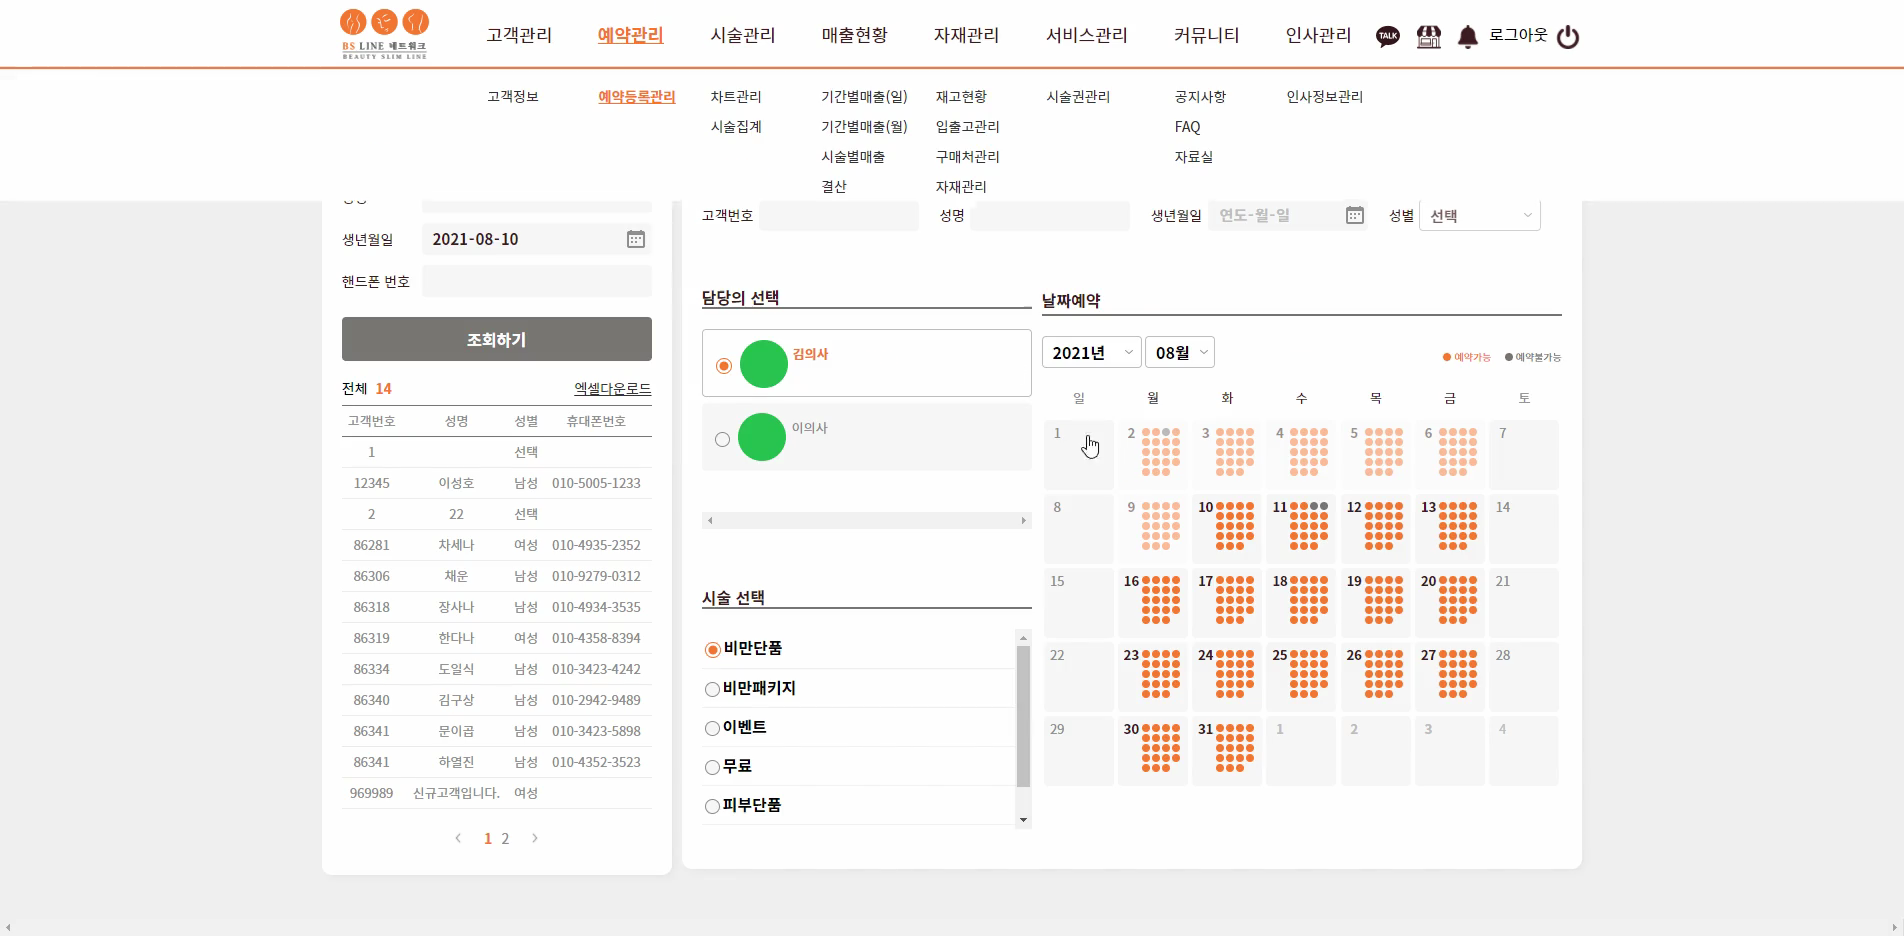 BS LINE 네트워크
BEAUTY SLIM LINE
고객관리 예약관리 시술관리 매출현황 자재관리 서비스관리 커뮤니티 인사관리 TALK 로그아웃
고객정보 예약등록관리 차트관리 기간별매출(일) 재고현황 시술권관리 공지사항 인사정보관리
시술집계 기간별매출(월) 입출고관리 FAQ
시술별매출 구매처관리 자료실
결산 자재관리
고객번호 성명 생년월일 연도-월-일 성별 선택
생년월일 2021-08-10
핸드폰 번호
조회하기
전체 14 엑셀다운로드
고객번호 성명 성별 휴대폰번호
1 선택
12345 이성호 남성 010-5005-1233
2 22 선택
86281 차세나 여성 010-4935-2352
86306 채운 남성 010-9279-0312
86318 장사나 남성 010-4934-3535
86319 한다나 여성 010-4358-8394
86334 도일식 남성 010-3423-4242
86340 김구상 남성 010-2942-9489
86341 문이곱 남성 010-3423-5898
86341 하열진 남성 010-4352-3523
969989 신규고객입니다. 여성
1 2
담당의 선택
김의사
이의사
시술 선택
비만단품
비만패키지
이벤트
무료
피부단품
날짜예약
2021년 08월
예약가능 예약불가능
일 월 화 수 목 금 토
1 2 3 4 5 6 7
8 9 10 11 12 13 14
15 16 17 18 19 20 21
22 23 24 25 26 27 28
29 30 31 1 2 3 4